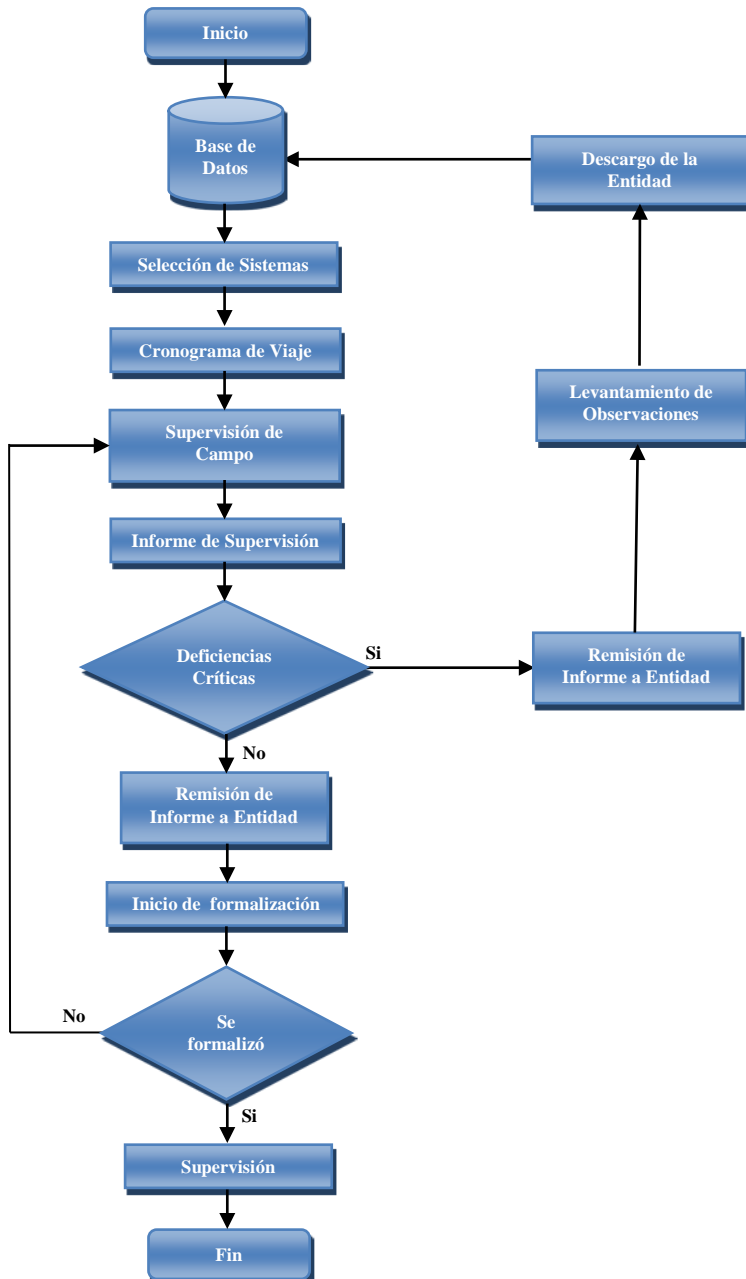 Inicio
Base de
Datos
Descargo de la
Entidad
Selección de Sistemas
Cronograma de Viaje
Levantamiento de
Observaciones
Supervisión de
Campo
Informe de Supervisión
Deficiencias
Críticas
Si
Remisión de
Informe a Entidad
No
Remisión de
Informe a Entidad
Inicio de formalización
No
Se
formalizó
Si
Supervisión
Fin